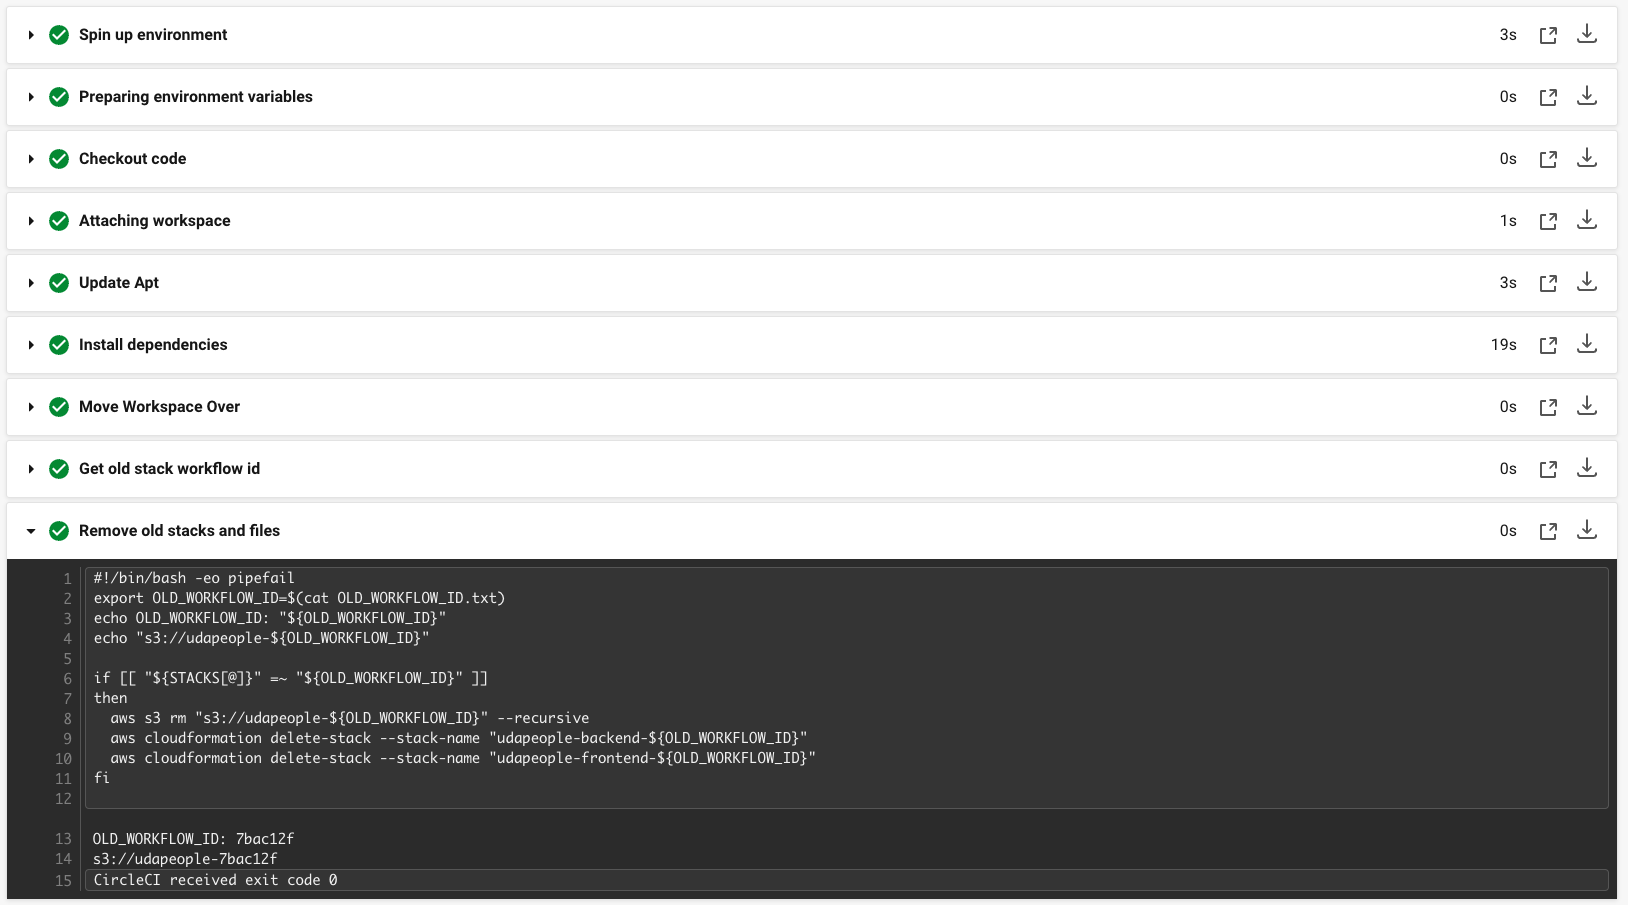 Spin up environment 3s
Preparing environment variables 0s
Checkout code 0s
Attaching workspace 1s
Update Apt 3s
Install dependencies 19s
Move Workspace Over 0s
Get old stack workflow id 0s
Remove old stacks and files 0s
1 #!/bin/bash -eo pipefail
2 export OLD_WORKFLOW_ID=$(cat OLD_WORKFLOW_ID.txt)
3 echo OLD_WORKFLOW_ID: "${OLD_WORKFLOW_ID}"
4 echo "s3://udapeople-${OLD_WORKFLOW_ID}"
5
6 if [[ "${STACKS[@]}" =~ "${OLD_WORKFLOW_ID}" ]]
7 then
8   aws s3 rm "s3://udapeople-${OLD_WORKFLOW_ID}" --recursive
9   aws cloudformation delete-stack --stack-name "udapeople-backend-${OLD_WORKFLOW_ID}"
10   aws cloudformation delete-stack --stack-name "udapeople-frontend-${OLD_WORKFLOW_ID}"
11 fi
12
13 OLD_WORKFLOW_ID: 7bac12f
14 s3://udapeople-7bac12f
15 CircleCI received exit code 0